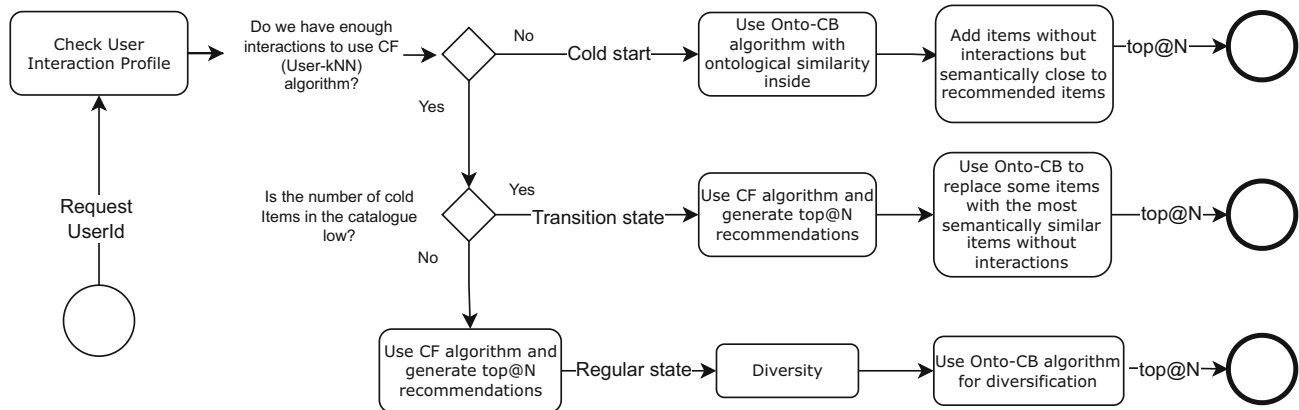 Check User
Interaction Profile
Request
UserId
Do we have enough
interactions to use CF
(User-kNN)
algorithm?
No
Cold start
Use Onto-CB
algorithm with
ontological similarity
inside
Add items without
interactions but
semantically close to
recommended items
top@N
Yes
Is the number of cold
Items in the catalogue
low?
Yes
Transition state
Use CF algorithm and
generate top@N
recommendations
Use Onto-CB to
replace some items
with the most
semantically similar
items without
interactions
top@N
No
Use CF algorithm and
generate top@N
recommendations
Regular state
Diversity
Use Onto-CB algorithm
for diversification
top@N